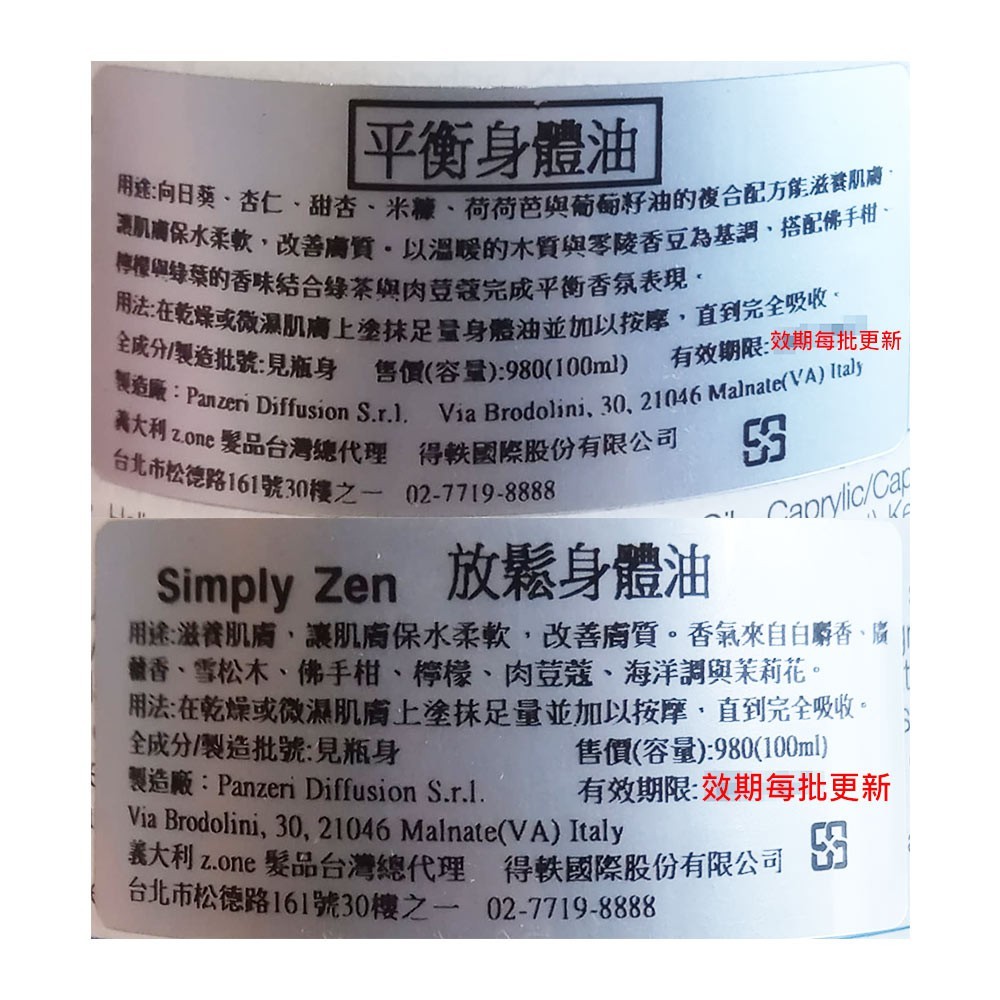 平衡身體油
用途:向日葵、杏仁、甜杏、米糠、荷荷芭與葡萄籽油的複合配方能滋養肌膚、
讓肌膚保水柔軟，改善膚質。以溫暖的木質與零陵香豆為基調、搭配佛手柑、
檸檬與綠葉的香味結合綠茶與肉荳蔻完成平衡香氛表現。
用法:在乾燥或微濕肌膚上塗抹足量身體油並加以按摩，直到完全吸收。
全成分/製造批號:見瓶身 售價(容量):980(100ml) 有效期限:效期每批更新
製造廠：Panzeri Diffusion S.r.l. Via Brodolini, 30, 21046 Malnate(VA) Italy
義大利 z.one 髮品台灣總代理 得軼國際股份有限公司
台北市松德路161號30樓之一 02-7719-8888
Caprylic/Cap
Simply Zen 放鬆身體油
用途:滋養肌膚，讓肌膚保水柔軟，改善膚質。香氣來自白麝香、廣
藿香、雪松木、佛手柑、檸檬、肉荳蔻、海洋調與茉莉花。
用法:在乾燥或微濕肌膚上塗抹足量並加以按摩，直到完全吸收。
全成分/製造批號:見瓶身 售價(容量):980(100ml)
製造廠：Panzeri Diffusion S.r.l. 有效期限:效期每批更新
Via Brodolini, 30, 21046 Malnate(VA) Italy
義大利 z.one 髮品台灣總代理 得軼國際股份有限公司
台北市松德路161號30樓之一 02-7719-8888